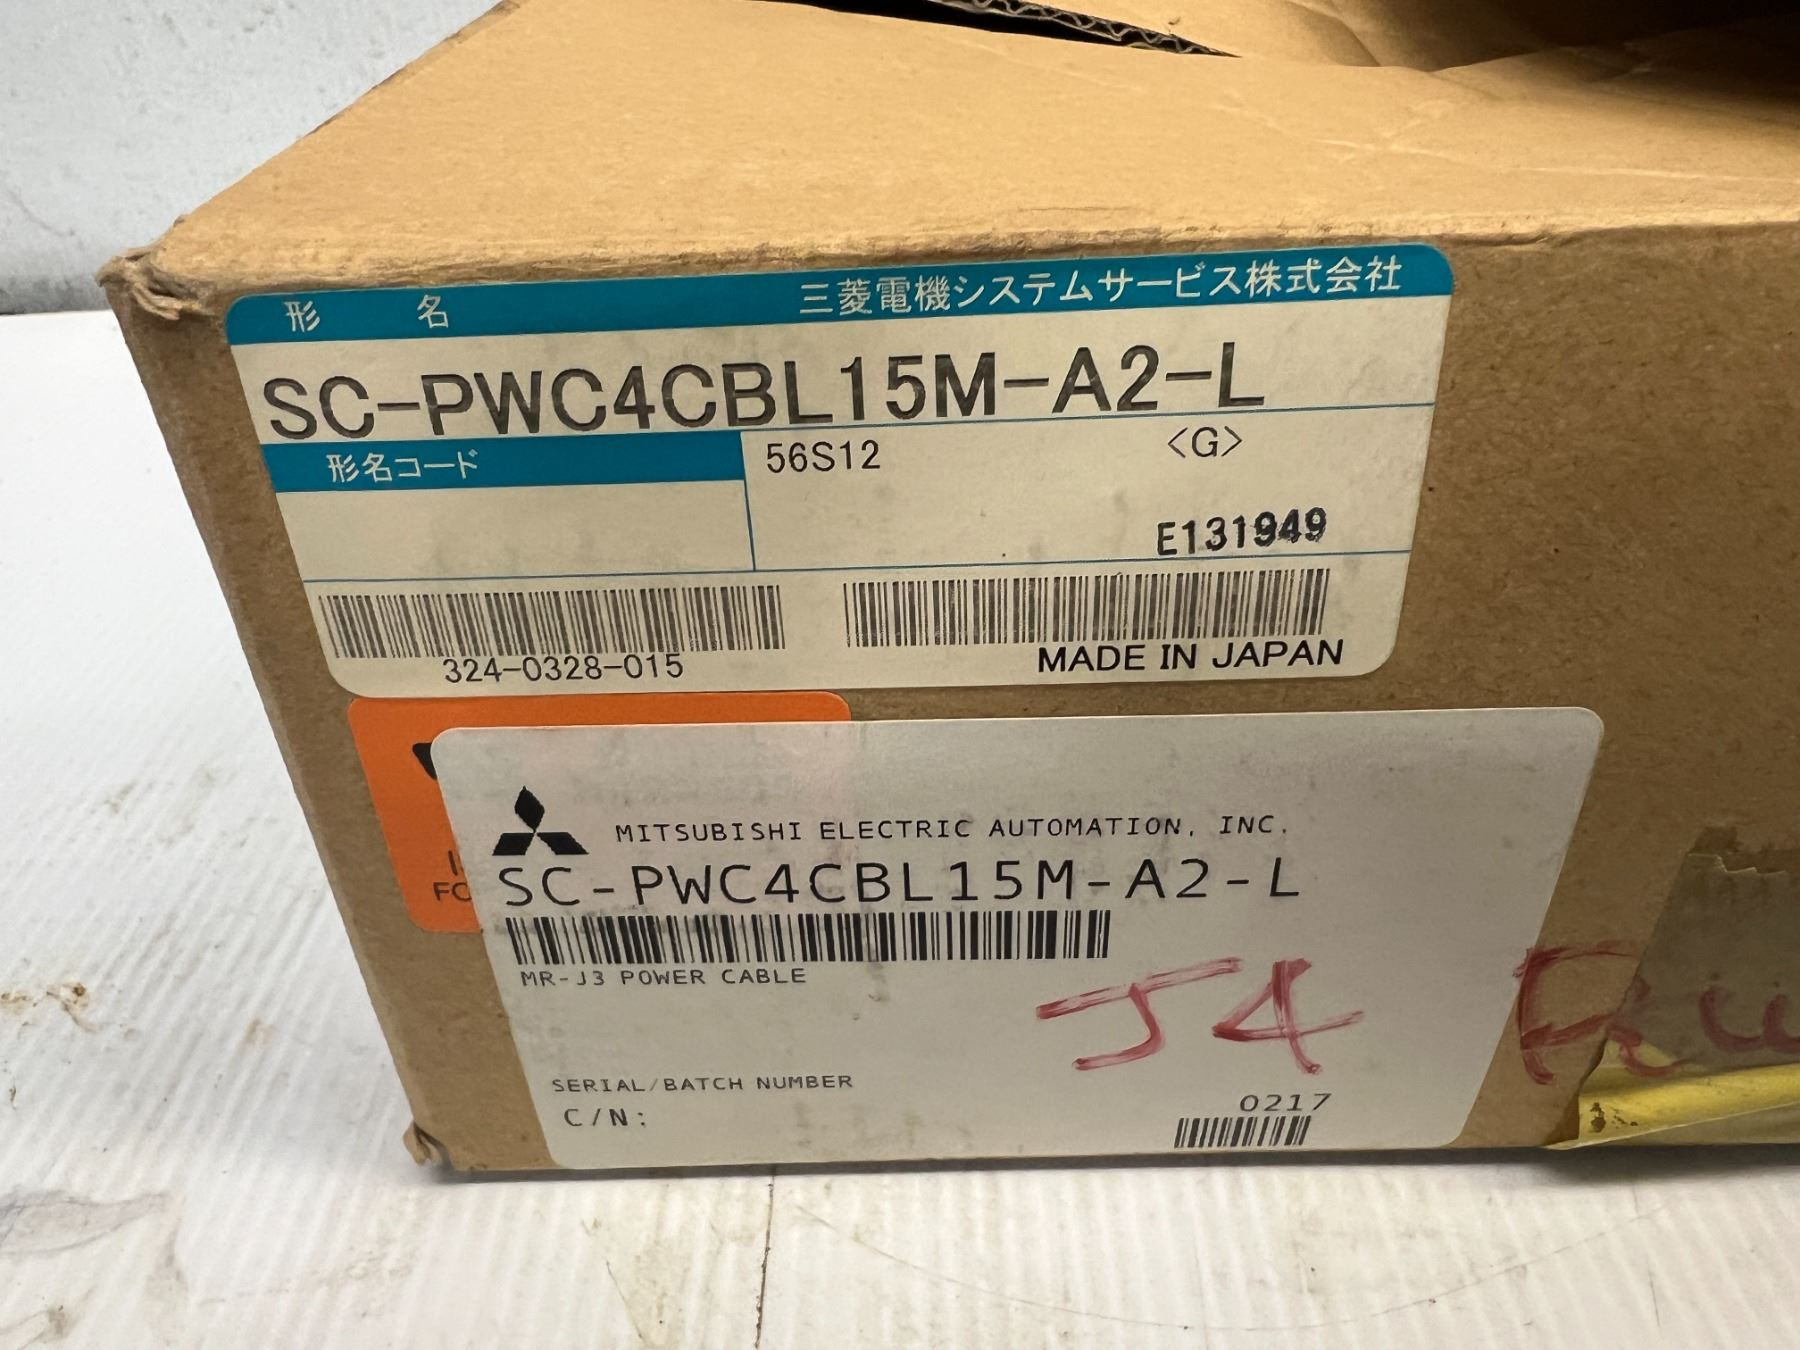 形 名 三菱電機システムサービス株式会社
SC-PWC4CBL15M-A2-L
形名コード
56S12 <G>
E131949
324-0328-015
MADE IN JAPAN
MITSUBISHI ELECTRIC AUTOMATION, INC.
SC-PWC4CBL15M-A2-L
MR-J3 POWER CABLE
J4
SERIAL/BATCH NUMBER
C/N:
0217